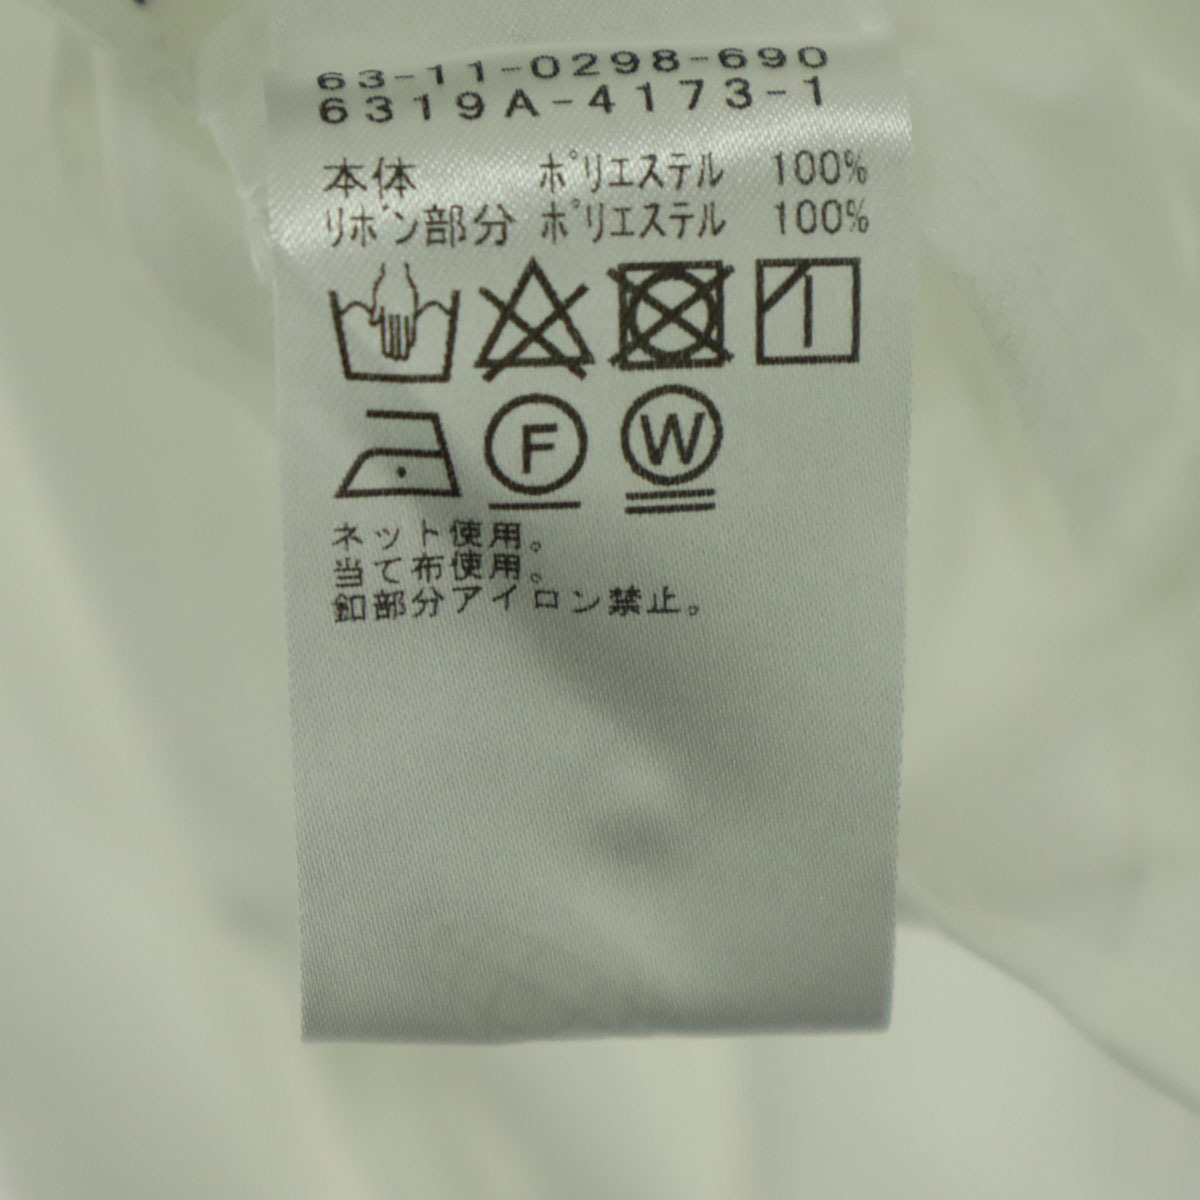 63-11-0298-690
6319A-4173-1
本体 ポリエステル 100%
リボン部分 ポリエステル 100%
F W
ネット使用。
当て布使用。
釦部分アイロン禁止。